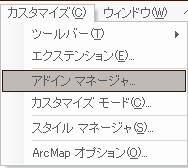 カスタマイズ(C) ウィンドウ(W)
ツールバー(T)
エクステンション(E)...
アドイン マネージャ...
カスタマイズ モード(C)...
スタイル マネージャ(S)...
ArcMap オプション(O)...